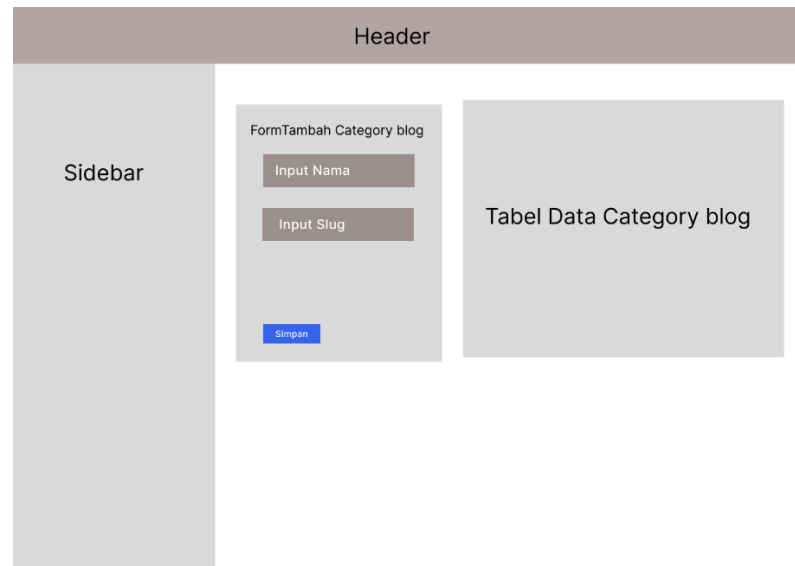 Header
Sidebar
FormTambah Category blog
Input Nama
Input Slug
Simpan
Tabel Data Category blog